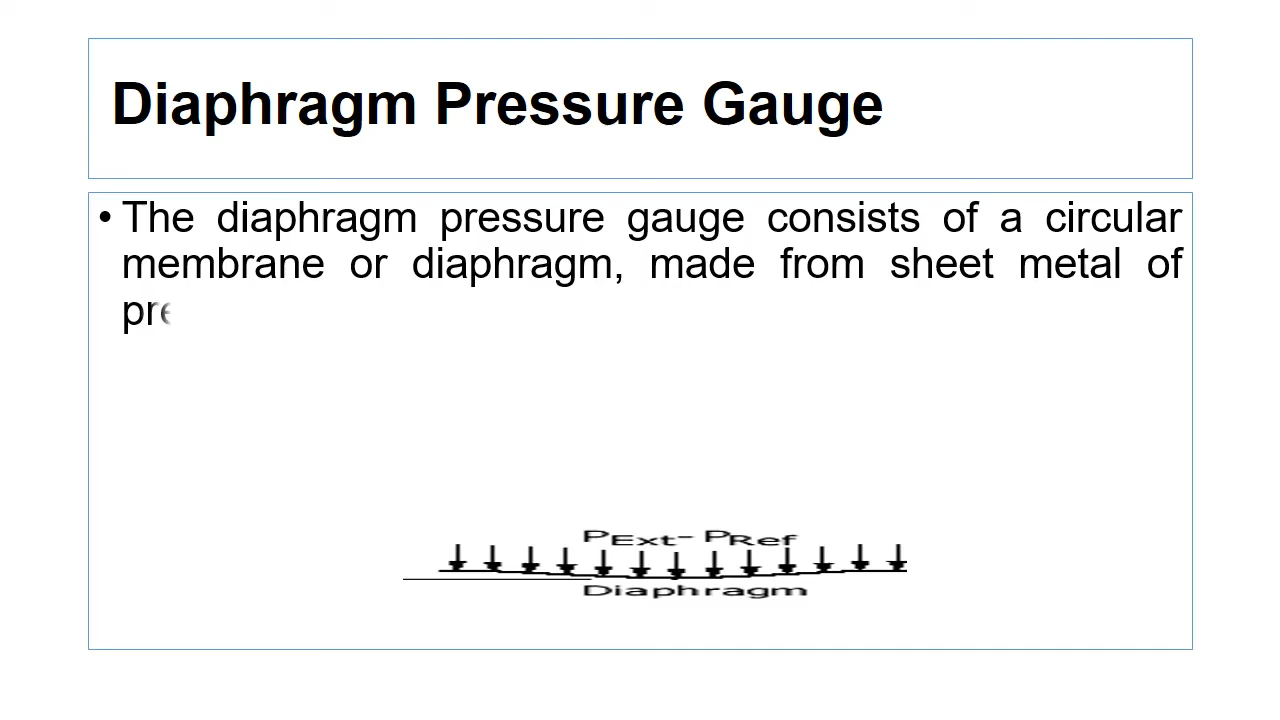 Diaphragm Pressure Gauge
• The diaphragm pressure gauge consists of a circular
membrane or diaphragm, made from sheet metal of
pre
PExt- PRef
Diaphragm